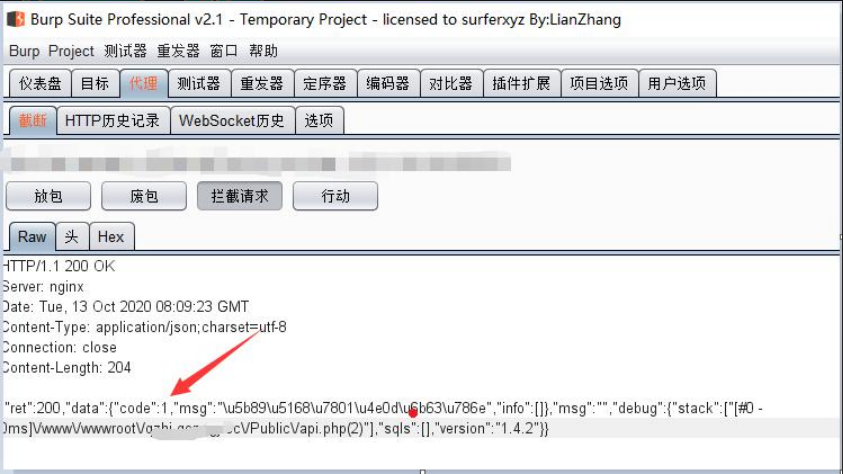 Burp Suite Professional v2.1 - Temporary Project - licensed to surferxyz By:LianZhang
Burp Project 测试器 重发器 窗口 帮助
仪表盘 目标 代理 测试器 重发器 定序器 编码器 对比器 插件扩展 项目选项 用户选项
截断 HTTP历史记录 WebSocket历史 选项
放包 废包 拦截请求 行动
Raw 头 Hex
HTTP/1.1 200 OK
Server: nginx
Date: Tue, 13 Oct 2020 08:09:23 GMT
Content-Type: application/json;charset=utf-8
Connection: close
Content-Length: 204
"ret":200,"data":{"code":1,"msg":"\u5b89\u5168\u7801\u4e0d\u6b63\u786e","info":[]},"msg":"","debug":{"stack":["[#0 -
0ms]\/www\/wwwroot\/ \/Public\/api.php(2)"],"sqls":[],"version":"1.4.2"}}